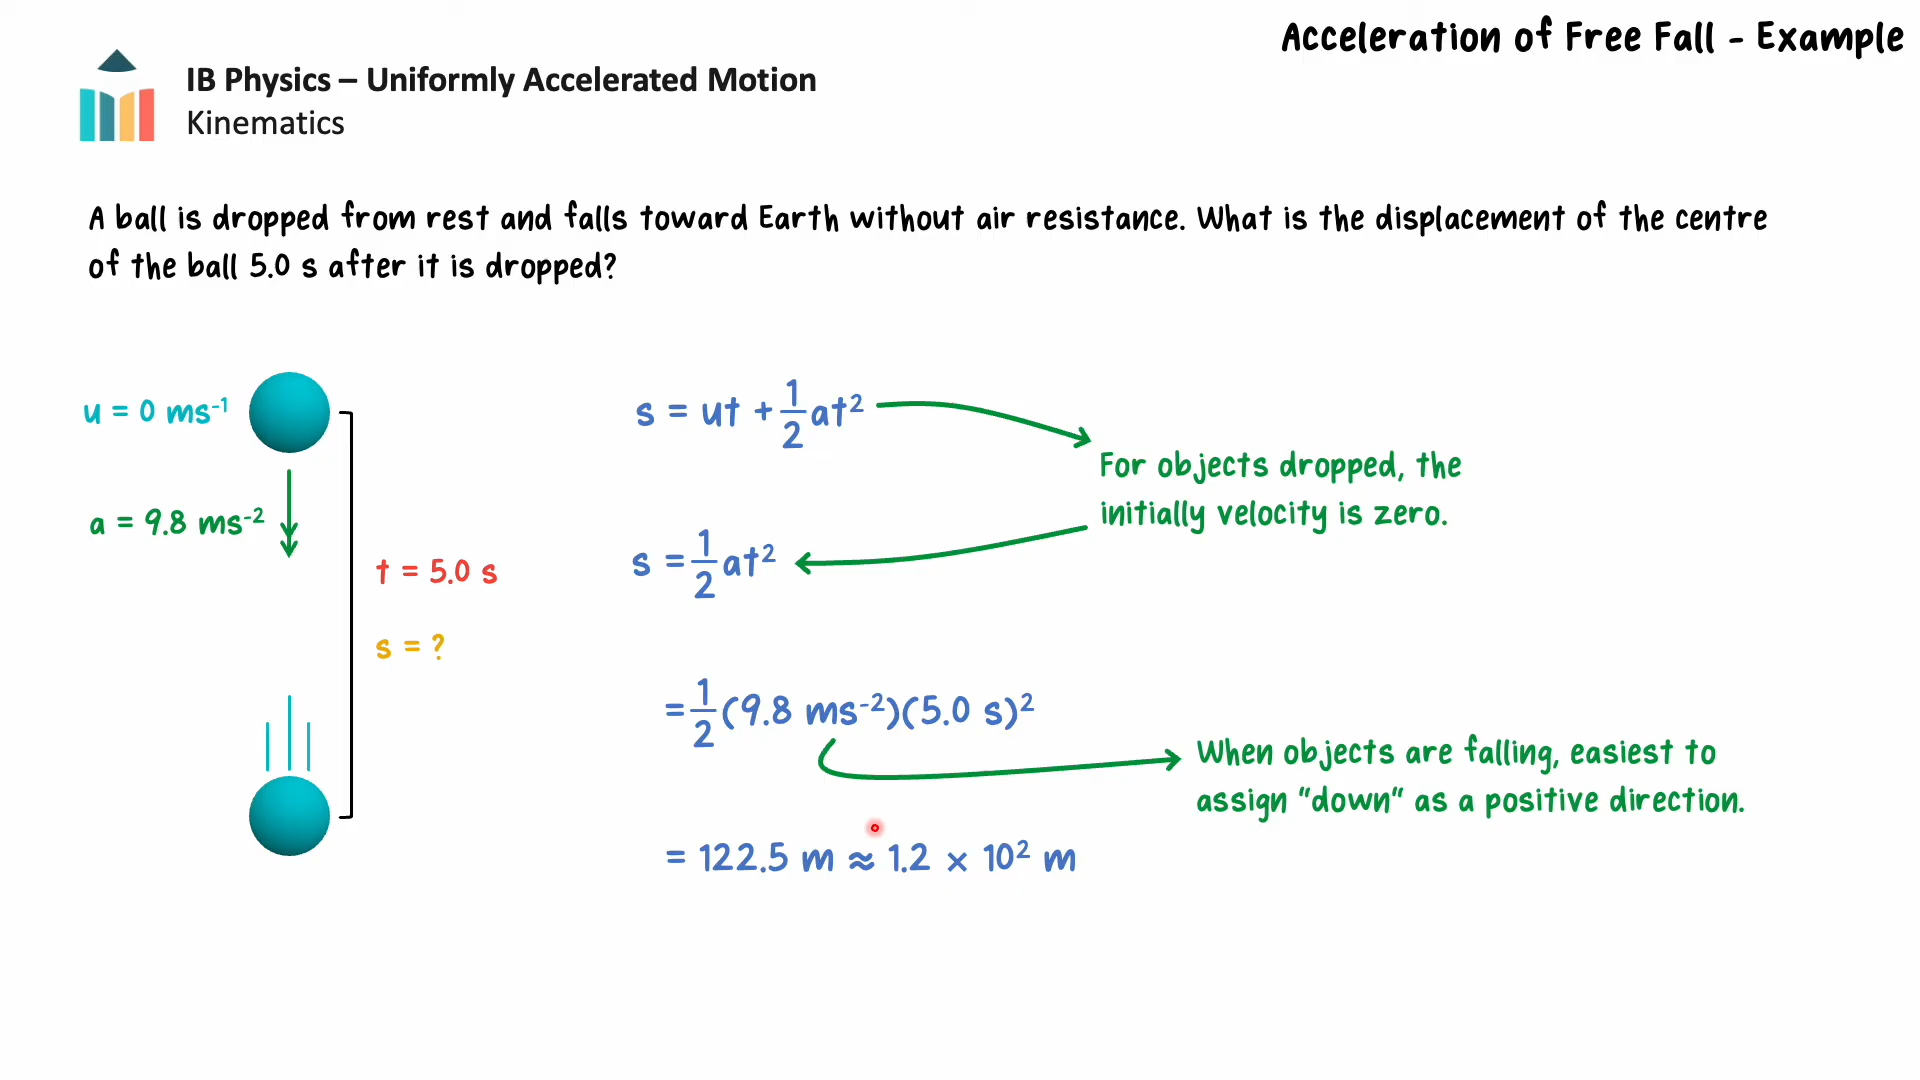 Acceleration of Free Fall - Example
IB Physics – Uniformly Accelerated Motion
Kinematics
A ball is dropped from rest and falls toward Earth without air resistance. What is the displacement of the centre
of the ball 5.0 s after it is dropped?
u = 0 ms⁻¹
a = 9.8 ms⁻²
t = 5.0 s
s = ?
s = ut + 1/2 at²
For objects dropped, the
initially velocity is zero.
s = 1/2 at²
= 1/2 (9.8 ms⁻²)(5.0 s)²
When objects are falling, easiest to
assign "down" as a positive direction.
= 122.5 m ≈ 1.2 × 10² m